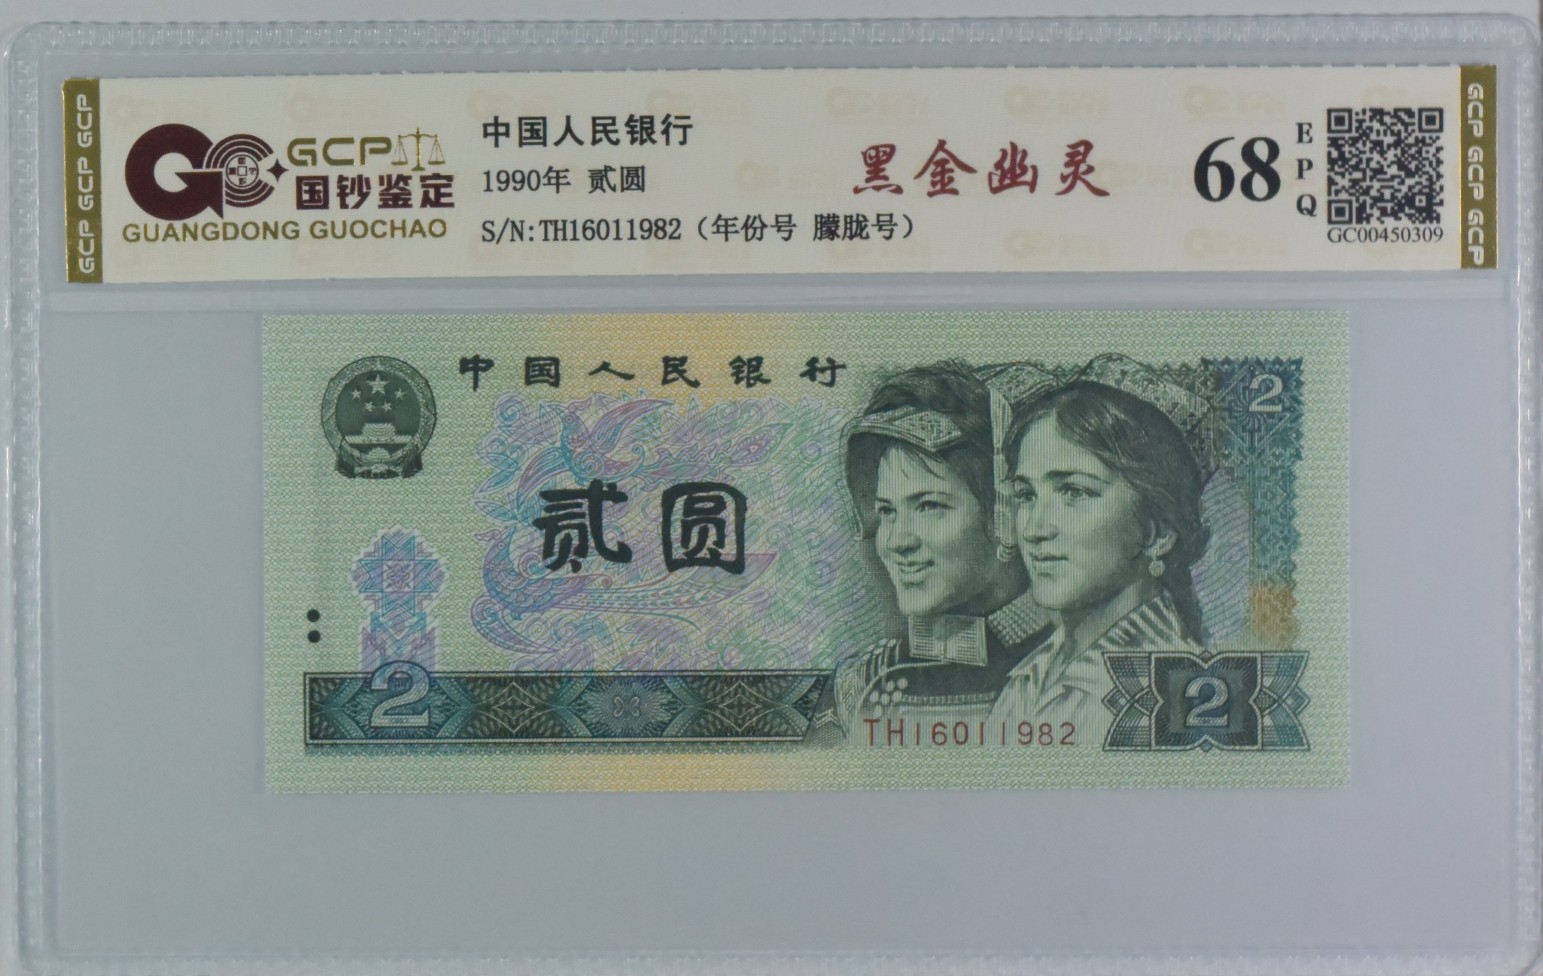 GCP GCP GCP
GCP
国钞鉴定
GUANGDONG GUOCHAO
中国人民银行
1990年 贰圆
S/N:TH16011982（年份号 朦胧号）
黑金幽灵
68
EPQ
GC00450309
GCP GCP GCP
中国人民银行
2
贰圆
2
TH16011982
2